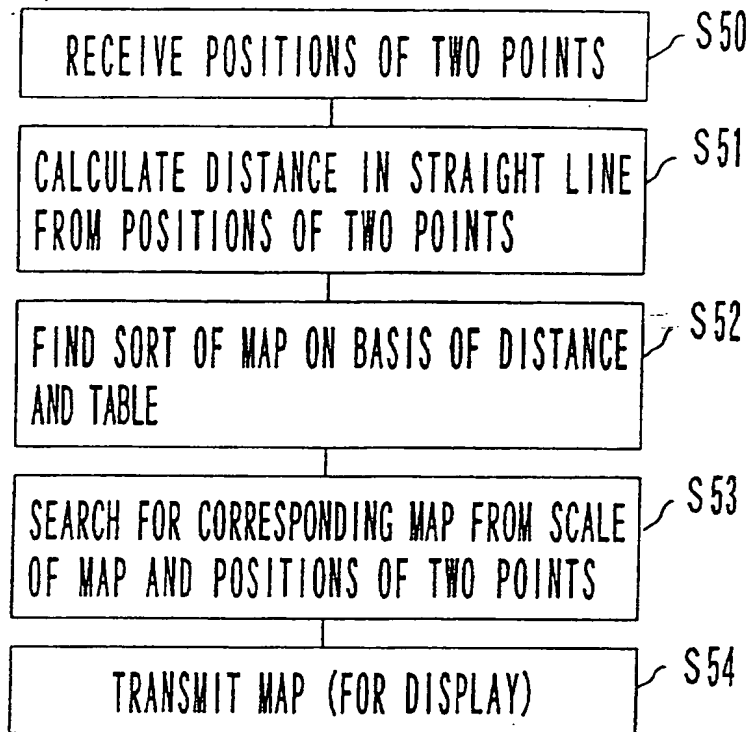 RECEIVE POSITIONS OF TWO POINTS
S50
CALCULATE DISTANCE IN STRAIGHT LINE
FROM POSITIONS OF TWO POINTS
S51
FIND SORT OF MAP ON BASIS OF DISTANCE
AND TABLE
S52
SEARCH FOR CORRESPONDING MAP FROM SCALE
OF MAP AND POSITIONS OF TWO POINTS
S53
TRANSMIT MAP (FOR DISPLAY)
S54